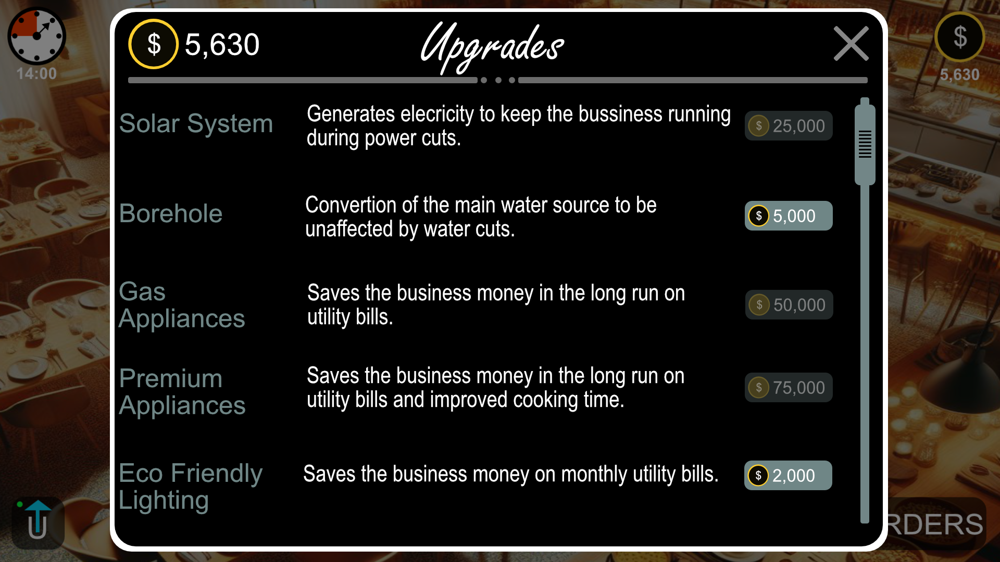 14:00
$ 5,630
Upgrades
$
5,630
Solar System
Generates elecricity to keep the bussiness running
during power cuts.
$ 25,000
Borehole
Convertion of the main water source to be
unaffected by water cuts.
$ 5,000
Gas
Appliances
Saves the business money in the long run on
utility bills.
$ 50,000
Premium
Appliances
Saves the business money in the long run on
utility bills and improved cooking time.
$ 75,000
Eco Friendly
Lighting
Saves the business money on monthly utility bills.
$ 2,000
U
RDERS